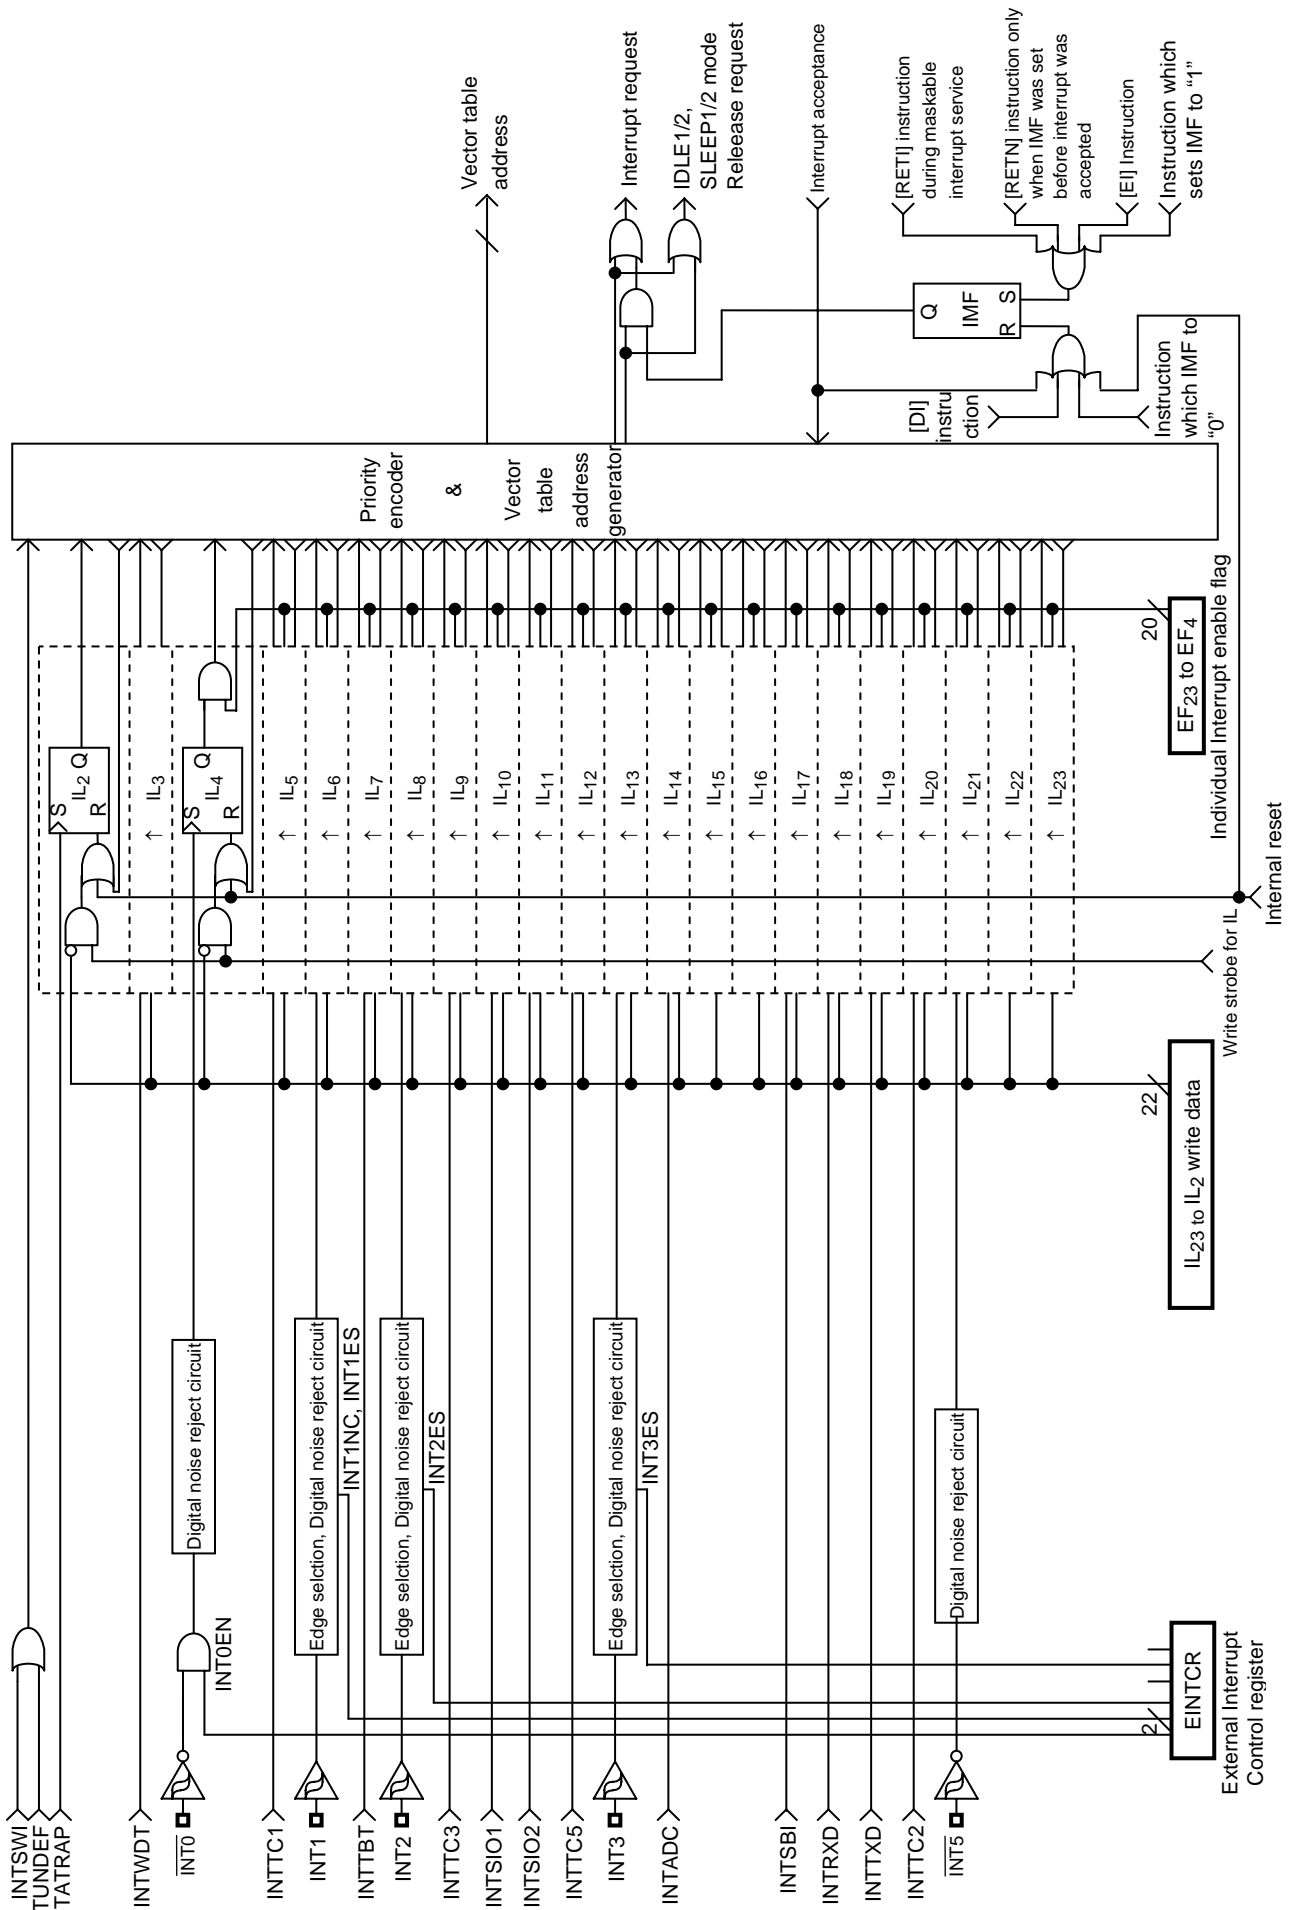 INTSWI
TUNDEF
TATRAP
INTWDT
INT0
INTTC1
INT1
INTTBT
INT2
INTTC3
INTSIO1
INTSIO2
INTTC5
INT3
INTADC
INTSBI
INTRXD
INTTXD
INTTC2
INT5
INT0EN
Digital noise reject circuit
Edge selction, Digital noise reject circuit
INT1NC, INT1ES
Edge selction, Digital noise reject circuit
INT2ES
Edge selction, Digital noise reject circuit
INT3ES
Digital noise reject circuit
2
EINTCR
External Interrupt
Control register
22
IL23 to IL2 write data
Write strobe for IL
Internal reset
S
IL2
R
Q
↑ IL3
S
IL4
R
Q
↑ IL5
↑ IL6
↑ IL7
↑ IL8
↑ IL9
↑ IL10
↑ IL11
↑ IL12
↑ IL13
↑ IL14
↑ IL15
↑ IL16
↑ IL17
↑ IL18
↑ IL19
↑ IL20
↑ IL21
↑ IL22
↑ IL23
20
EF23 to EF4
Individual Interrupt enable flag
Priority
encoder
&
Vector
table
address
generator
Vector table
address
Interrupt request
IDLE1/2,
SLEEP1/2 mode
Relelease request
Interrupt acceptance
Q
IMF
R
S
[DI]
instru
ction
Instruction
which IMF to
“0”
[RETI] instruction
during maskable
interrupt service
[RETN] instruction only
when IMF was set
before interrupt was
accepted
[EI] Instruction
Instruction which
sets IMF to “1”